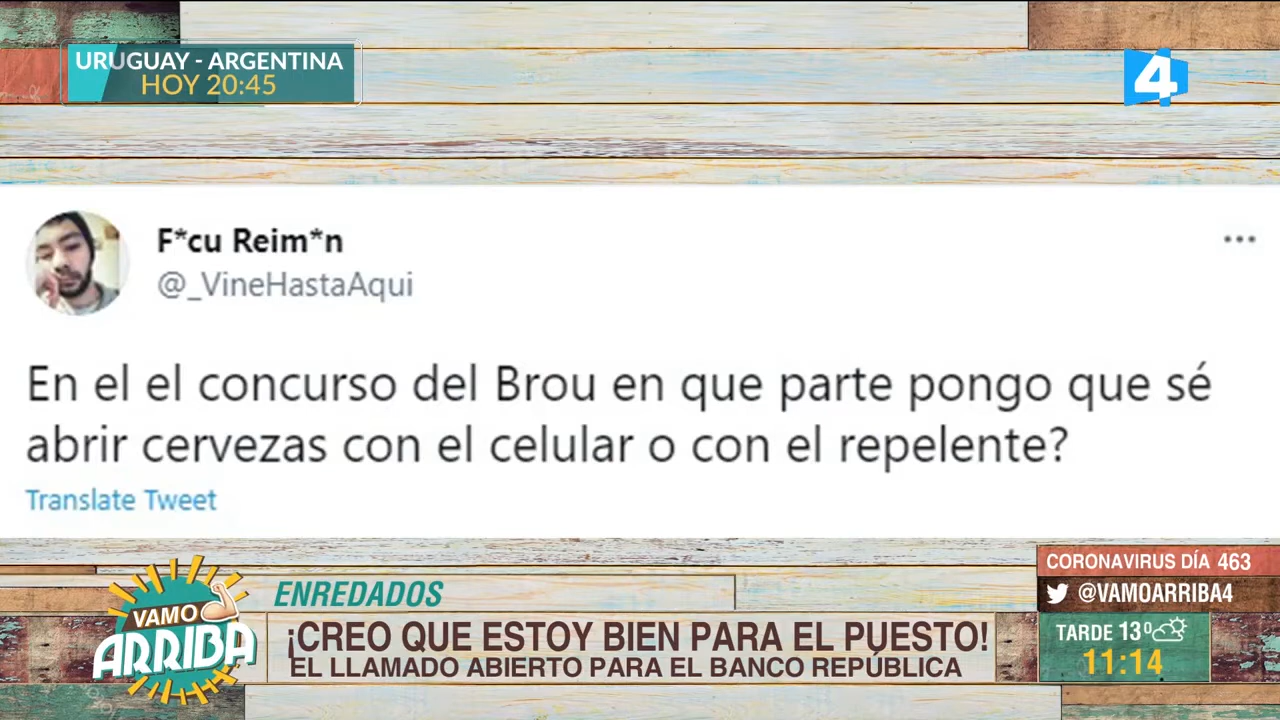 URUGUAY - ARGENTINA
HOY 20:45
4
F*cu Reim*n
@_VineHastaAqui
En el el concurso del Brou en que parte pongo que sé
abrir cervezas con el celular o con el repelente?
Translate Tweet
VAMO
ARRIBA
ENREDADOS
¡CREO QUE ESTOY BIEN PARA EL PUESTO!
EL LLAMADO ABIERTO PARA EL BANCO REPÚBLICA
CORONAVIRUS DÍA 463
@VAMOARRIBA4
TARDE 13º
11:14